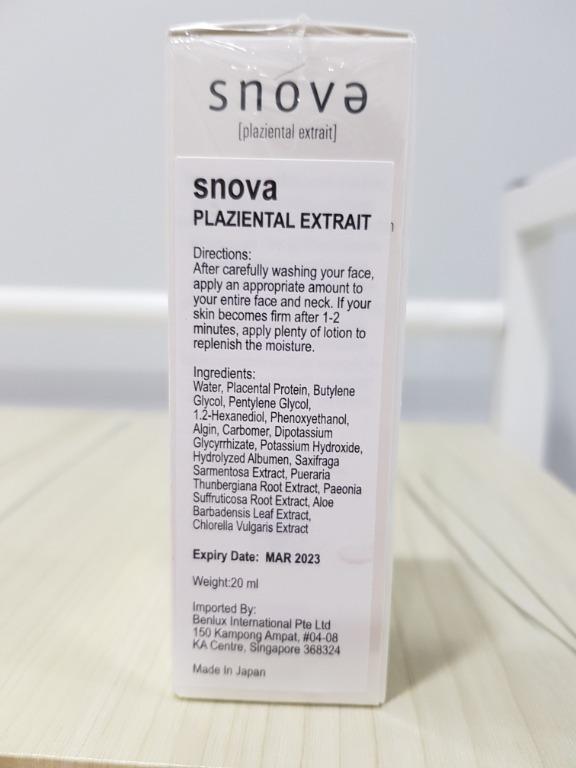 snova
[plaziental extrait]
snova
PLAZIENTAL EXTRAIT
Directions:
After carefully washing your face,
apply an appropriate amount to
your entire face and neck. If your
skin becomes firm after 1-2
minutes, apply plenty of lotion to
replenish the moisture.
Ingredients:
Water, Placental Protein, Butylene
Glycol, Pentylene Glycol,
1.2-Hexanediol, Phenoxyethanol,
Algin, Carbomer, Dipotassium
Glycyrrhizate, Potassium Hydroxide,
Hydrolyzed Albumen, Saxifraga
Sarmentosa Extract, Pueraria
Thunbergiana Root Extract, Paeonia
Suffruticosa Root Extract, Aloe
Barbadensis Leaf Extract,
Chlorella Vulgaris Extract
Expiry Date: MAR 2023
Weight:20 ml
Imported By:
Benlux International Pte Ltd
150 Kampong Ampat, #04-08
KA Centre, Singapore 368324
Made In Japan